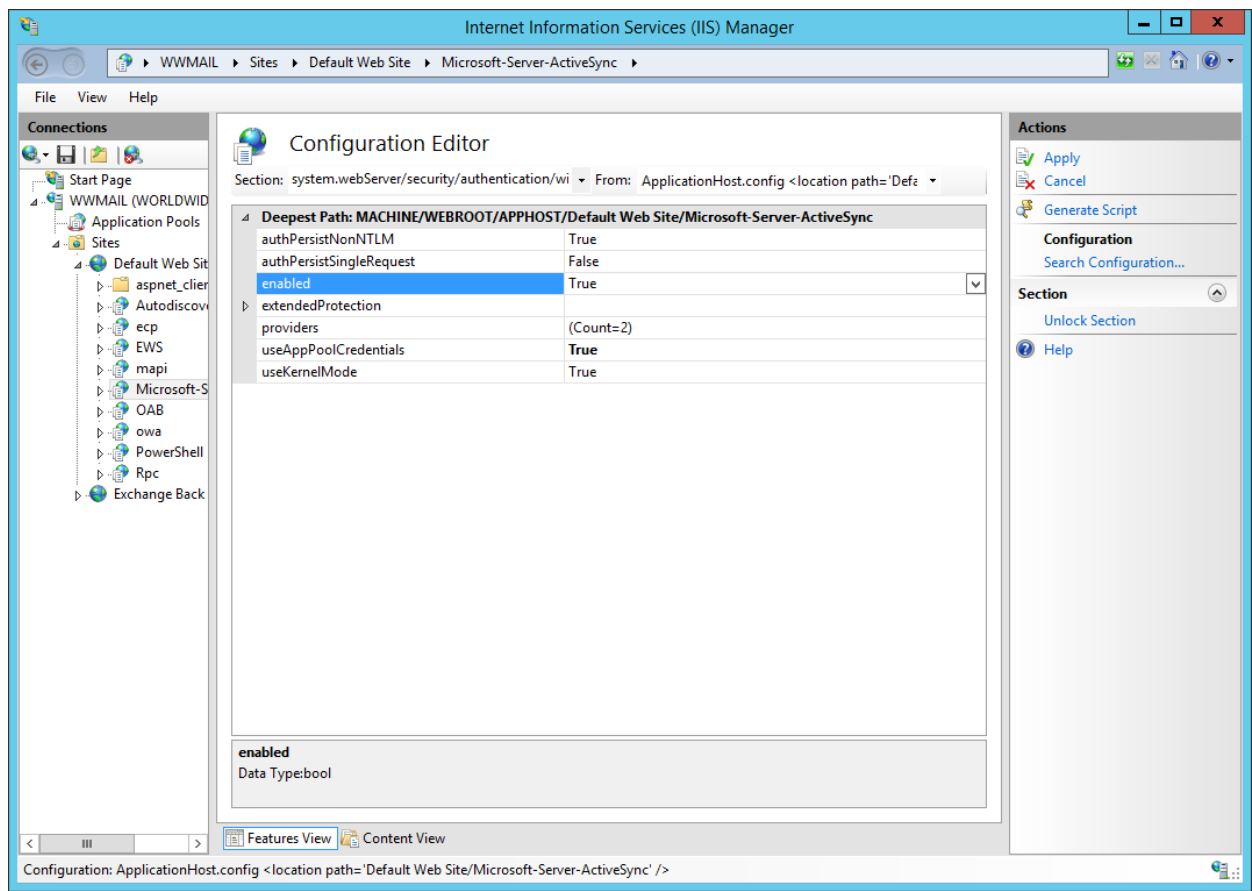 Internet Information Services (IIS) Manager
WWMAIL Sites Default Web Site Microsoft-Server-ActiveSync
File View Help
Connections
Start Page
WWMAIL (WORLDWID
Application Pools
Sites
Default Web Sit
aspnet_clier
Autodiscov
ecp
EWS
mapi
Microsoft-S
OAB
owa
PowerShell
Rpc
Exchange Back
Configuration Editor
Section: system.webServer/security/authentication/wi From: ApplicationHost.config <location path='Defa
Deepest Path: MACHINE/WEBROOT/APPHOST/Default Web Site/Microsoft-Server-ActiveSync
authPersistNonNTLM True
authPersistSingleRequest False
enabled True
extendedProtection
providers (Count=2)
useAppPoolCredentials True
useKernelMode True
enabled
Data Type:bool
Features View Content View
Actions
Apply
Cancel
Generate Script
Configuration
Search Configuration...
Section
Unlock Section
Help
Configuration: ApplicationHost.config <location path='Default Web Site/Microsoft-Server-ActiveSync' />